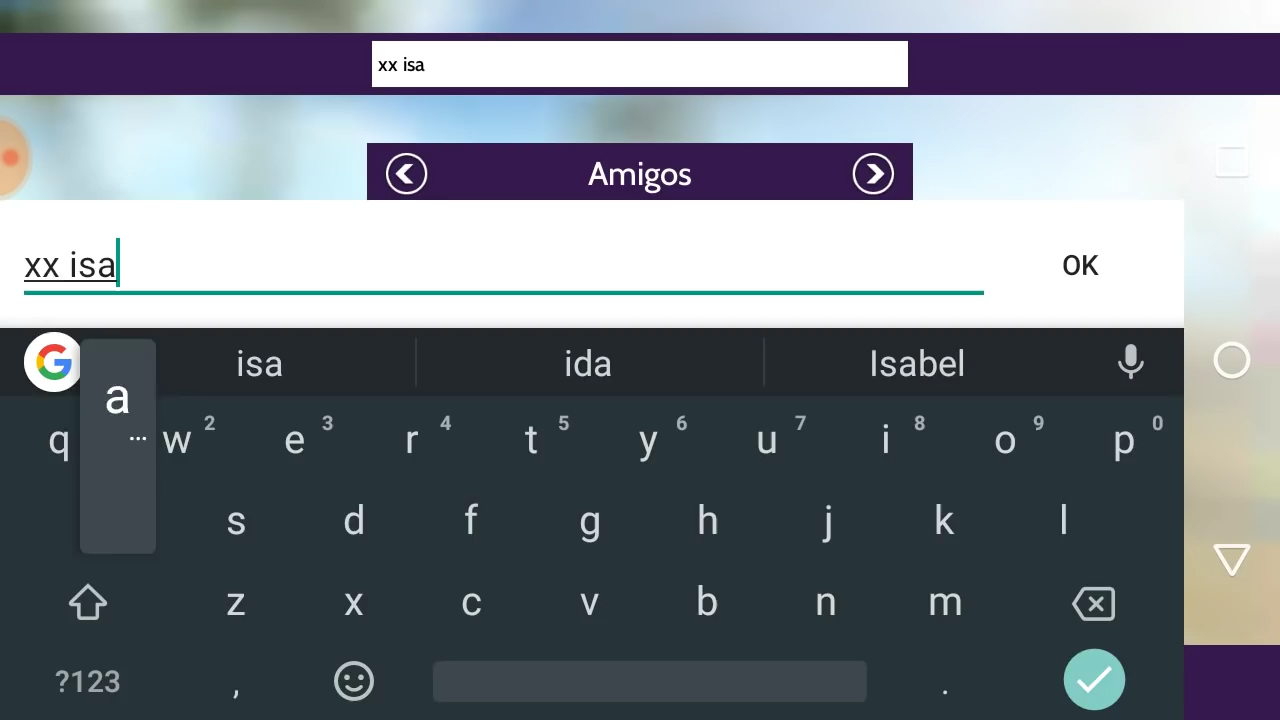 xx isa
Amigos
xx isa
OK
isa ida Isabel
a
q w 2 e 3 r 4 t 5 y 6 u 7 i 8 o 9 p 0
s d f g h j k l
z x c v b n m
?123 , .